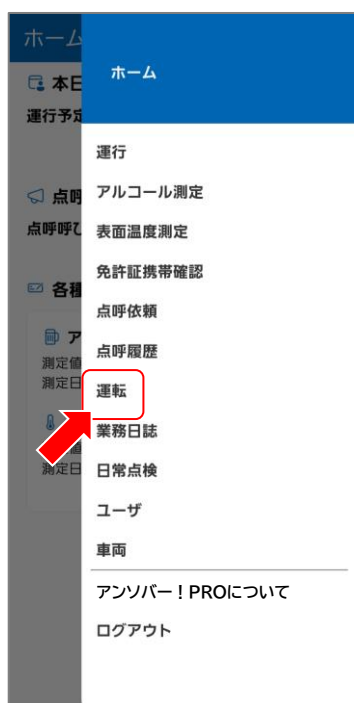 ホーム
本日
運行予定
点呼
点呼呼び
各種
ア
測定値
測定日
測定日
ホーム
運行
アルコール測定
表面温度測定
免許証携帯確認
点呼依頼
点呼履歴
運転
業務日誌
日常点検
ユーザ
車両
アンソバー！PROについて
ログアウト